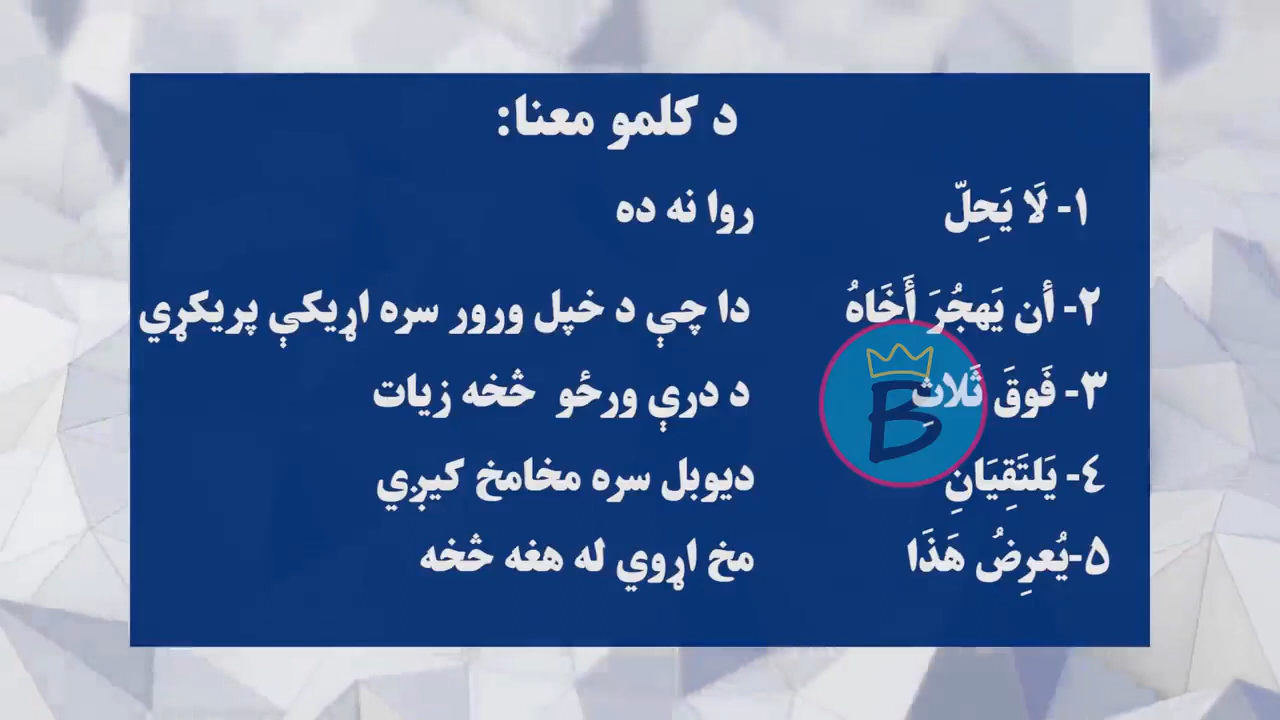 د کلمو معنا:
١- لَا يَحِلّ روا نه ده
٢- أن يَهجُرَ أَخَاهُ دا چې د خپل ورور سره اړيکې پريکړي
٣- فَوقَ ثَلاثِ د درې ورځو څخه زيات
٤- يَلتَقِيَانِ ديوبل سره مخامخ کيږي
۵-يُعرِضُ هَذَا مخ اړوي له هغه څخه
B